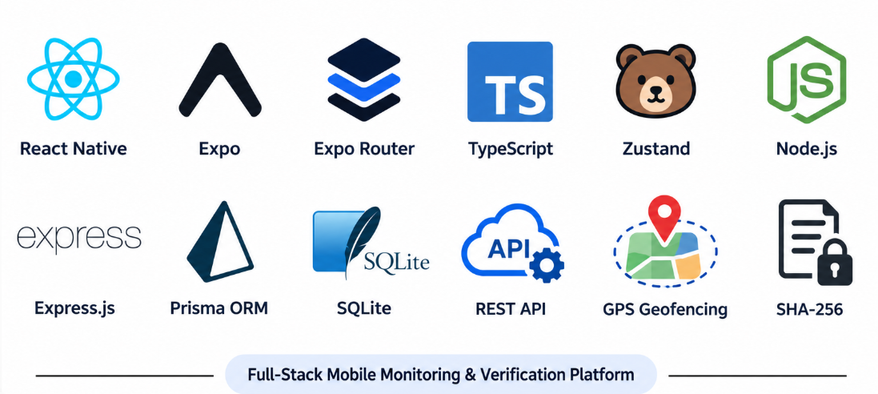 TS
JS
React Native
Expo
Expo Router
TypeScript
Zustand
Node.js
express
SQLite
API
Express.js
Prisma ORM
SQLite
REST API
GPS Geofencing
SHA-256
Full-Stack Mobile Monitoring & Verification Platform